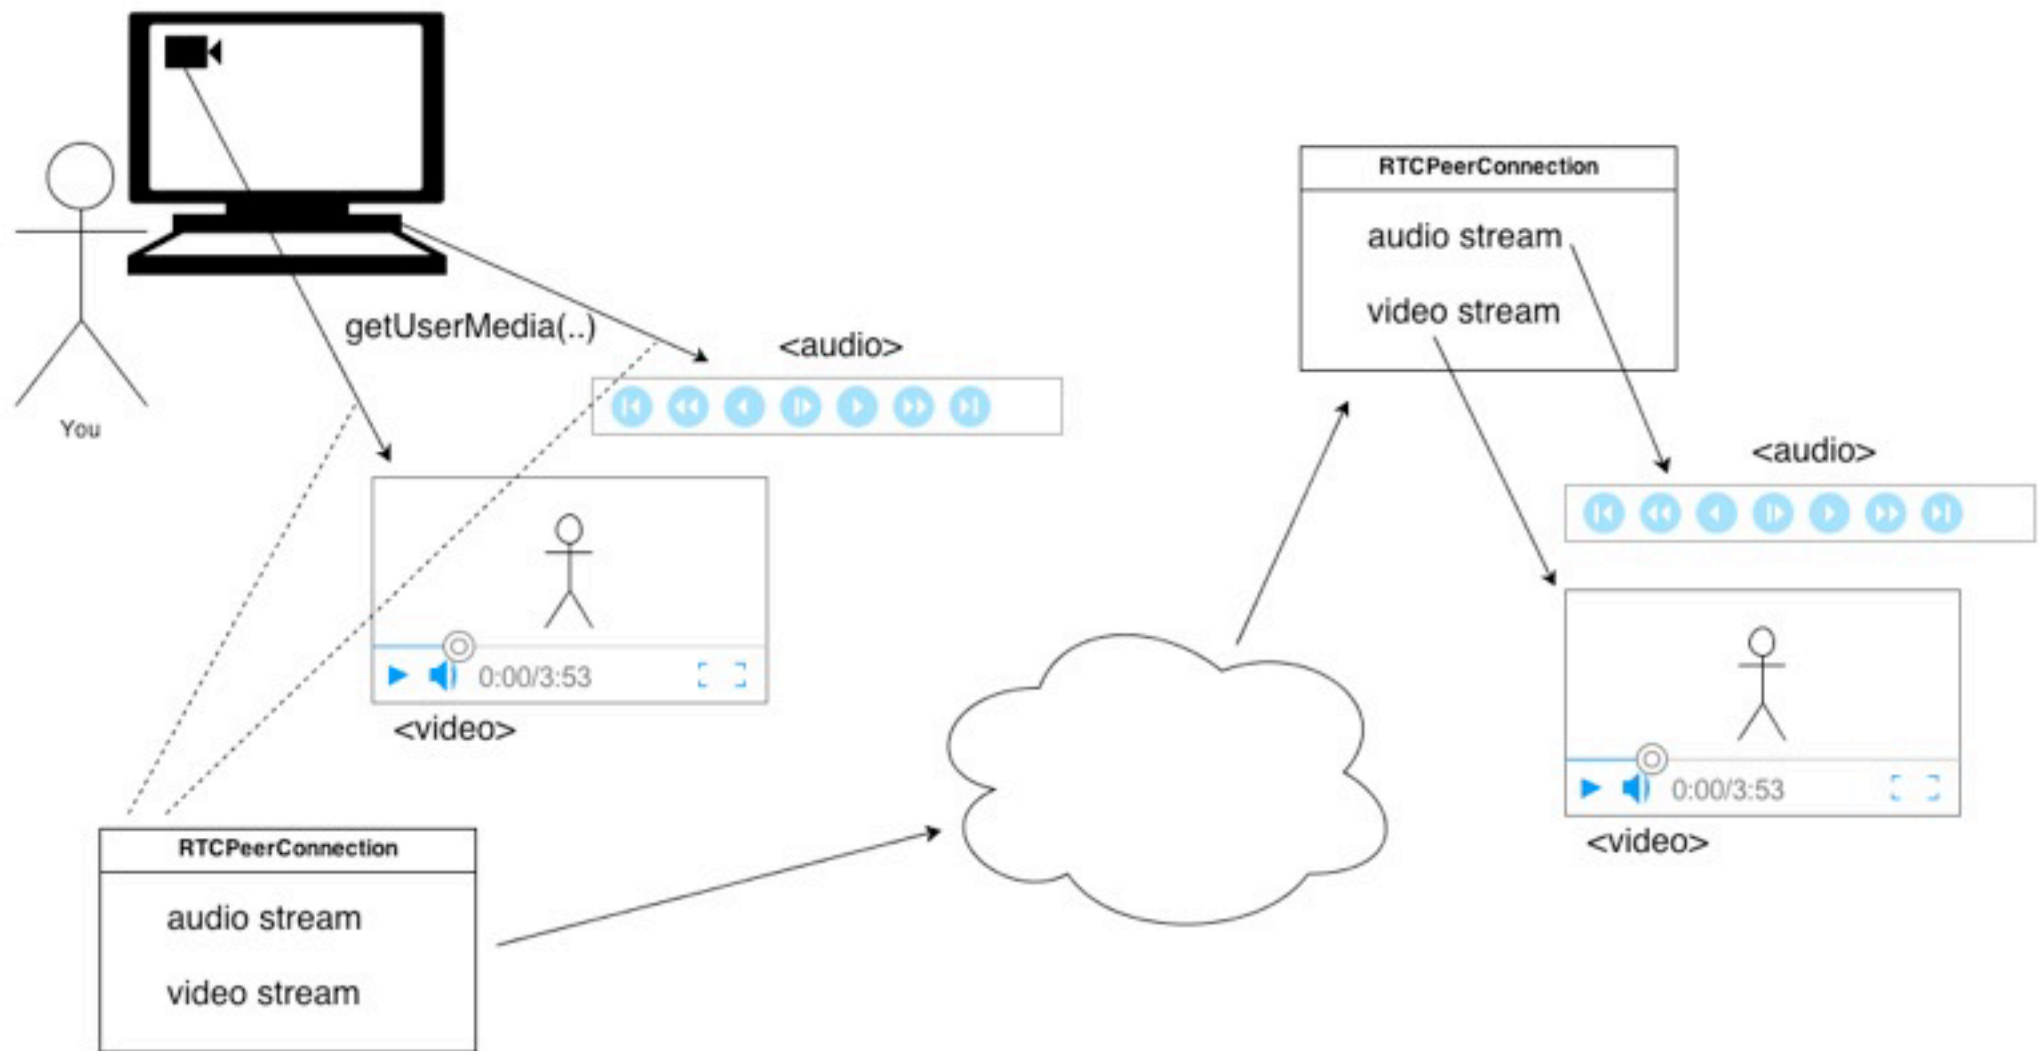 You
getUserMedia(..)
<audio>
0:00/3:53
<video>
RTCPeerConnection
audio stream
video stream
RTCPeerConnection
audio stream
video stream
<audio>
0:00/3:53
<video>